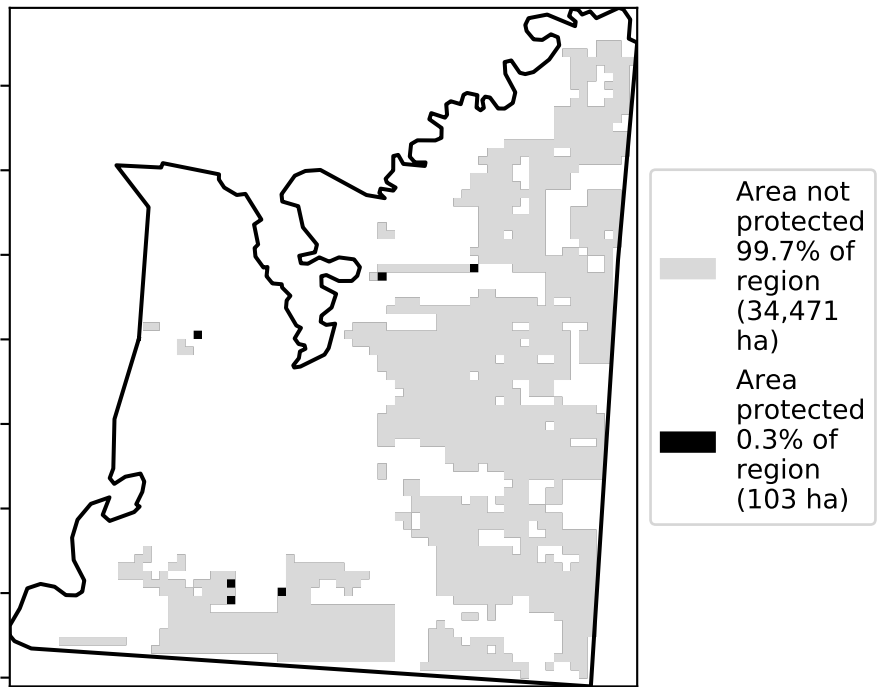 Area not
protected
99.7% of
region
(34,471
ha)
Area
protected
0.3% of
region
(103 ha)